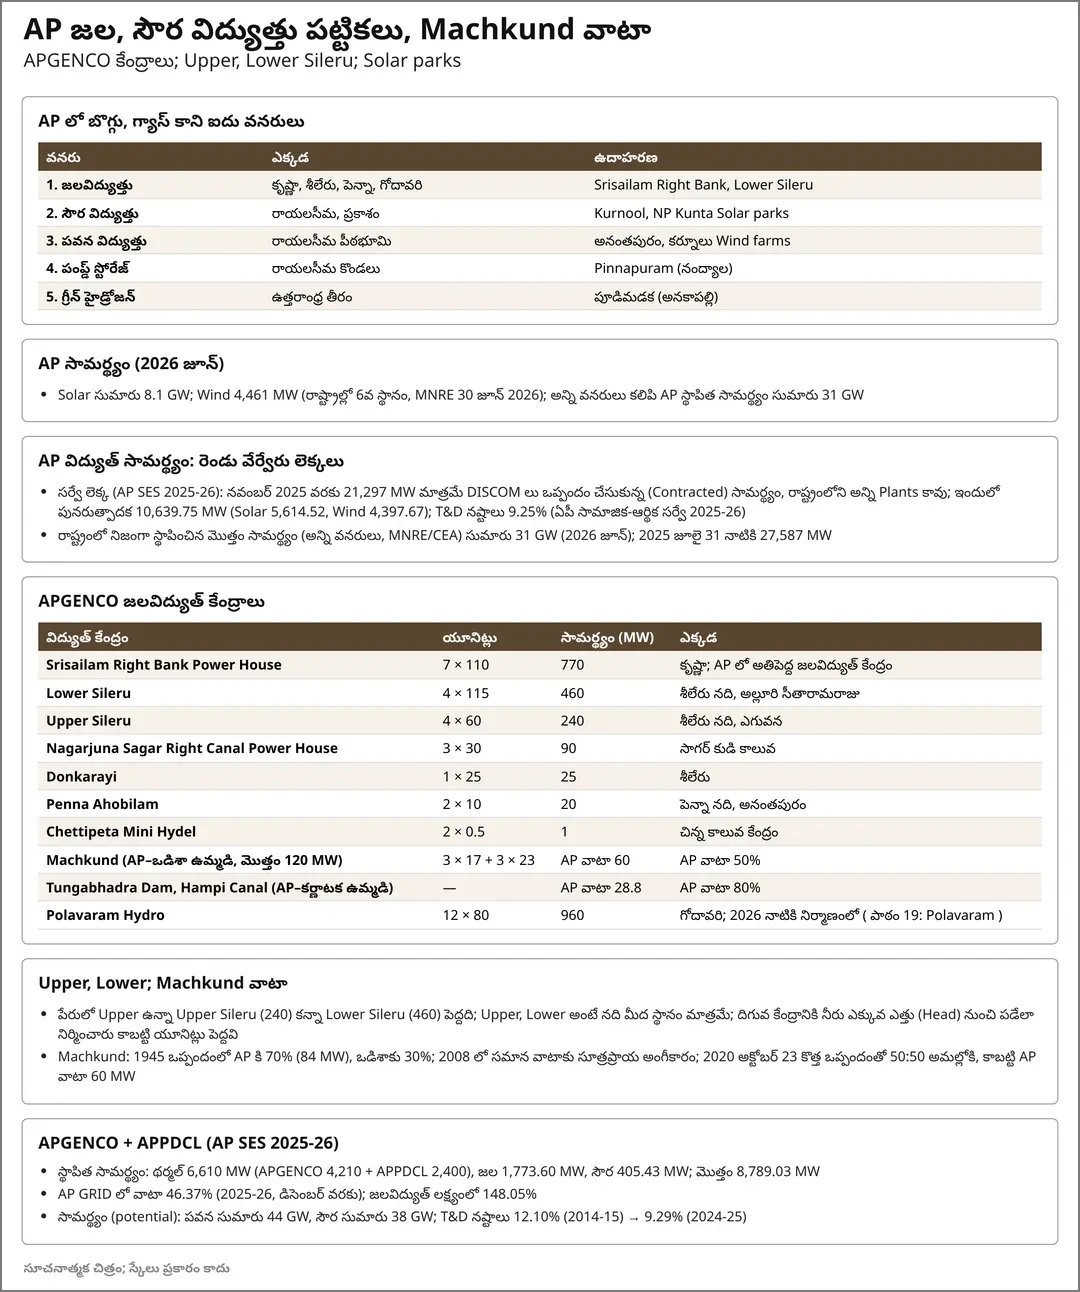 AP జల, సౌర విద్యుత్తు పట్టికలు, Machkund వాటా
APGENCO కేంద్రాలు; Upper, Lower Sileru; Solar parks
AP లో బొగ్గు, గ్యాస్ కాని ఐదు వనరులు
వనరు ఎక్కడ ఉదాహరణ
1. జలవిద్యుత్తు కృష్ణా, శీలేరు, పెన్నా, గోదావరి Srisailam Right Bank, Lower Sileru
2. సౌర విద్యుత్తు రాయలసీమ, ప్రకాశం Kurnool, NP Kunta Solar parks
3. పవన విద్యుత్తు రాయలసీమ పీఠభూమి అనంతపురం, కర్నూలు Wind farms
4. పంప్డ్ స్టోరేజ్ రాయలసీమ కొండలు Pinnapuram (నంద్యాల)
5. గ్రీన్ హైడ్రోజన్ ఉత్తరాంధ్ర తీరం పూడిమడక (అనకాపల్లి)
AP సామర్థ్యం (2026 జూన్)
• Solar సుమారు 8.1 GW; Wind 4,461 MW (రాష్ట్రాల్లో 6వ స్థానం, MNRE 30 జూన్ 2026); అన్ని వనరులు కలిపి AP స్థాపిత సామర్థ్యం సుమారు 31 GW
AP విద్యుత్ సామర్థ్యం: రెండు వేర్వేరు లెక్కలు
• సర్వే లెక్క (AP SES 2025-26): నవంబర్ 2025 వరకు 21,297 MW మాత్రమే DISCOM లు ఒప్పందం చేసుకున్న (Contracted) సామర్థ్యం, రాష్ట్రంలోని అన్ని Plants కావు; ఇందులో
పునరుత్పాదక 10,639.75 MW (Solar 5,614.52, Wind 4,397.67); T&D నష్టాలు 9.25% (ఏపీ సామాజిక-ఆర్థిక సర్వే 2025-26)
• రాష్ట్రంలో నిజంగా స్థాపించిన మొత్తం సామర్థ్యం (అన్ని వనరులు, MNRE/CEA) సుమారు 31 GW (2026 జూన్); 2025 జూలై 31 నాటికి 27,587 MW
APGENCO జలవిద్యుత్ కేంద్రాలు
విద్యుత్ కేంద్రం యూనిట్లు సామర్థ్యం (MW) ఎక్కడ
Srisailam Right Bank Power House 7 × 110 770 కృష్ణా; AP లో అతిపెద్ద జలవిద్యుత్ కేంద్రం
Lower Sileru 4 × 115 460 శీలేరు నది, అల్లూరి సీతారామరాజు
Upper Sileru 4 × 60 240 శీలేరు నది, ఎగువన
Nagarjuna Sagar Right Canal Power House 3 × 30 90 సాగర్ కుడి కాలువ
Donkarayi 1 × 25 25 శీలేరు
Penna Ahobilam 2 × 10 20 పెన్నా నది, అనంతపురం
Chettipeta Mini Hydel 2 × 0.5 1 చిన్న కాలువ కేంద్రం
Machkund (AP–ఒడిశా ఉమ్మడి, మొత్తం 120 MW) 3 × 17 + 3 × 23 AP వాటా 60 AP వాటా 50%
Tungabhadra Dam, Hampi Canal (AP–కర్ణాటక ఉమ్మడి) — AP వాటా 28.8 AP వాటా 80%
Polavaram Hydro 12 × 80 960 గోదావరి; 2026 నాటికి నిర్మాణంలో ( పాఠం 19: Polavaram )
Upper, Lower; Machkund వాటా
• పేరులో Upper ఉన్నా Upper Sileru (240) కన్నా Lower Sileru (460) పెద్దది; Upper, Lower అంటే నది మీద స్థానం మాత్రమే; దిగువ కేంద్రానికి నీరు ఎక్కువ ఎత్తు (Head) నుంచి పడేలా
నిర్మించారు కాబట్టి యూనిట్లు పెద్దవి
• Machkund: 1945 ఒప్పందంలో AP కి 70% (84 MW), ఒడిశాకు 30%; 2008 లో సమాన వాటాకు సూత్రప్రాయ అంగీకారం; 2020 అక్టోబర్ 23 కొత్త ఒప్పందంతో 50:50 అమల్లోకి, కాబట్టి AP
వాటా 60 MW
APGENCO + APPDCL (AP SES 2025-26)
• స్థాపిత సామర్థ్యం: థర్మల్ 6,610 MW (APGENCO 4,210 + APPDCL 2,400), జల 1,773.60 MW, సౌర 405.43 MW; మొత్తం 8,789.03 MW
• AP GRID లో వాటా 46.37% (2025-26, డిసెంబర్ వరకు); జలవిద్యుత్ లక్ష్యంలో 148.05%
• సామర్థ్యం (potential): పవన సుమారు 44 GW, సౌర సుమారు 38 GW; T&D నష్టాలు 12.10% (2014-15) → 9.29% (2024-25)
సూచనాత్మక చిత్రం; స్కేలు ప్రకారం కాదు